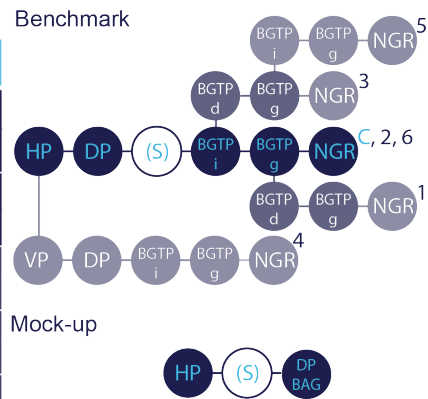 Benchmark
BGTP i BGTP g NGR 5
BGTP d BGTP g NGR 3
HP DP (S) BGTP i BGTP g NGR C, 2, 6
BGTP d BGTP g NGR 1
VP DP BGTP i BGTP g NGR 4
Mock-up
HP (S) DP BAG